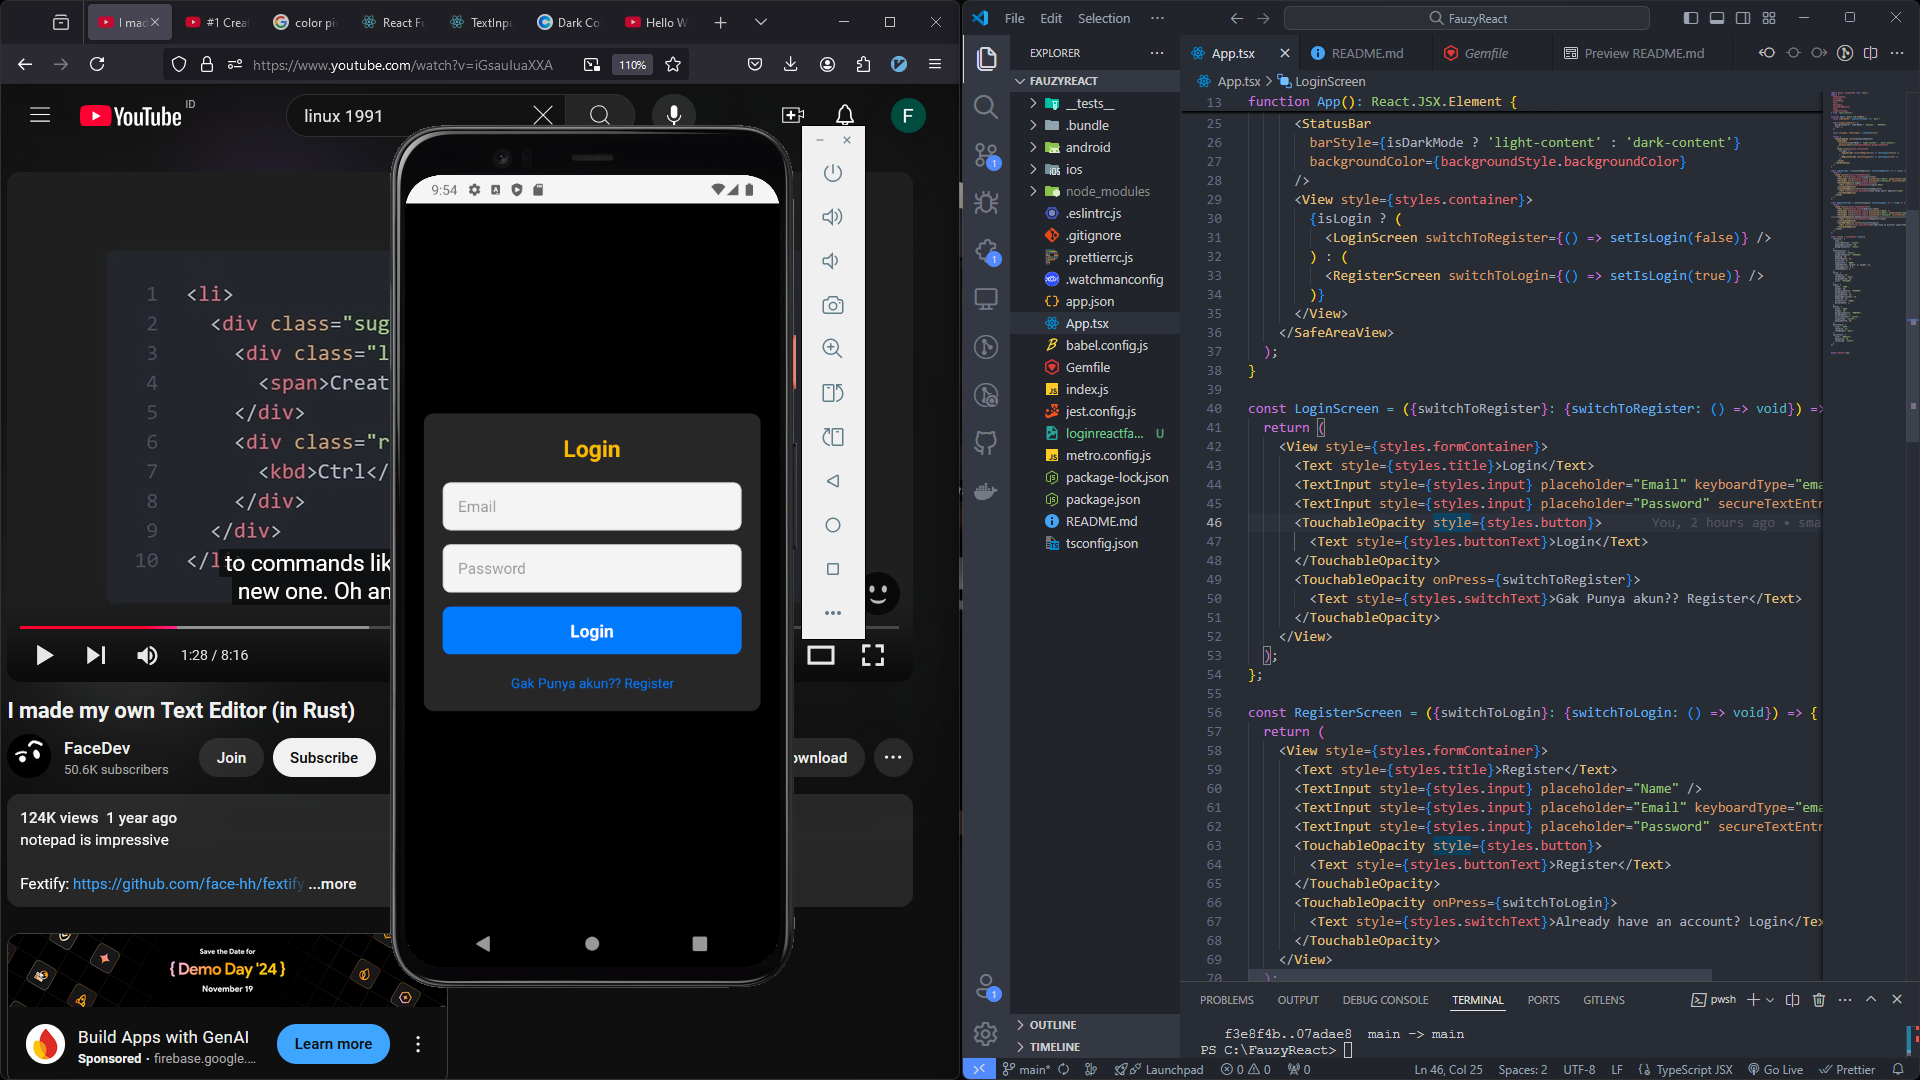 I mad
#1 Crea
color pi
React Fu
TextInpu
Dark Co
Hello W
https://www.youtube.com/watch?v=iGsauIuaXXA
110%
YouTube
ID
linux 1991
F
1 <li>
2 <div class="sug
3 <div class="l
4 <span>Creat
5 </div>
6 <div class="r
7 <kbd>Ctrl</
8 </div>
9 </div>
10 </l
to commands lik
new one. Oh an
1:28 / 8:16
I made my own Text Editor (in Rust)
FaceDev
50.6K subscribers
Join
Subscribe
ownload
124K views 1 year ago
notepad is impressive
Fextify: https://github.com/face-hh/fextify ...more
Save the Date for
{ Demo Day '24 }
November 19
Build Apps with GenAI
Sponsored · firebase.google....
Learn more
9:54
Login
Email
Password
Login
Gak Punya akun?? Register
File
Edit
Selection
FauzyReact
EXPLORER
FAUZYREACT
__tests__
.bundle
android
ios
node_modules
.eslintrc.js
.gitignore
.prettierrc.js
.watchmanconfig
app.json
App.tsx
babel.config.js
Gemfile
index.js
jest.config.js
loginreactfa... U
metro.config.js
package-lock.json
package.json
README.md
tsconfig.json
OUTLINE
TIMELINE
App.tsx
README.md
Gemfile
Preview README.md
App.tsx > LoginScreen
13 function App(): React.JSX.Element {
25 <StatusBar
26 barStyle={isDarkMode ? 'light-content' : 'dark-content'}
27 backgroundColor={backgroundStyle.backgroundColor}
28 />
29 <View style={styles.container}>
30 {isLogin ? (
31 <LoginScreen switchToRegister={() => setIsLogin(false)} />
32 ) : (
33 <RegisterScreen switchToLogin={() => setIsLogin(true)} />
34 )}
35 </View>
36 </SafeAreaView>
37 );
38 }
39
40 const LoginScreen = ({switchToRegister}: {switchToRegister: () => void}) =>
41 return (
42 <View style={styles.formContainer}>
43 <Text style={styles.title}>Login</Text>
44 <TextInput style={styles.input} placeholder="Email" keyboardType="ema
45 <TextInput style={styles.input} placeholder="Password" secureTextEntr
46 <TouchableOpacity style={styles.button}> You, 2 hours ago • sma
47 <Text style={styles.buttonText}>Login</Text>
48 </TouchableOpacity>
49 <TouchableOpacity onPress={switchToRegister}>
50 <Text style={styles.switchText}>Gak Punya akun?? Register</Text>
51 </TouchableOpacity>
52 </View>
53 );
54 };
55
56 const RegisterScreen = ({switchToLogin}: {switchToLogin: () => void}) => {
57 return (
58 <View style={styles.formContainer}>
59 <Text style={styles.title}>Register</Text>
60 <TextInput style={styles.input} placeholder="Name" />
61 <TextInput style={styles.input} placeholder="Email" keyboardType="ema
62 <TextInput style={styles.input} placeholder="Password" secureTextEntr
63 <TouchableOpacity style={styles.button}>
64 <Text style={styles.buttonText}>Register</Text>
65 </TouchableOpacity>
66 <TouchableOpacity onPress={switchToLogin}>
67 <Text style={styles.switchText}>Already have an account? Login</Tex
68 </TouchableOpacity>
69 </View>
70 );
PROBLEMS
OUTPUT
DEBUG CONSOLE
TERMINAL
PORTS
GITLENS
pwsh
f3e8f4b..07adae8 main -> main
PS C:\FauzyReact>
main*
Launchpad
0
0
0
Ln 46, Col 25
Spaces: 2
UTF-8
LF
TypeScript JSX
Go Live
Prettier